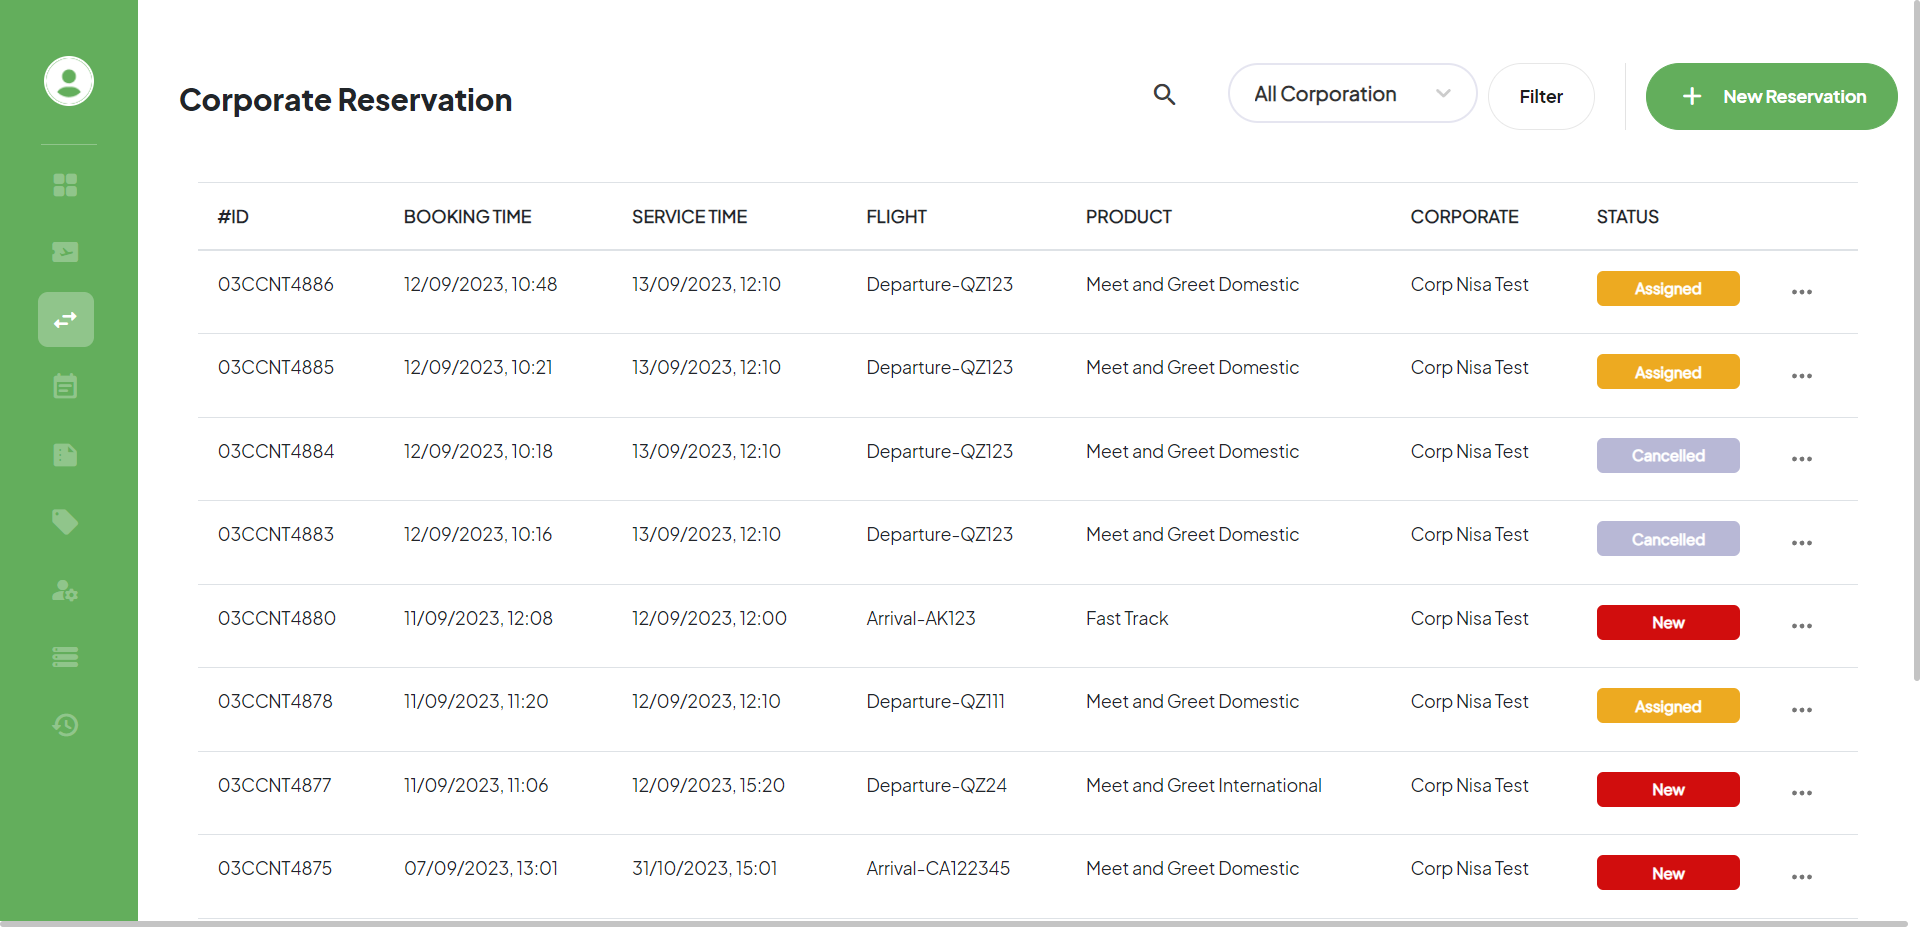 Corporate Reservation
All Corporation
Filter
+ New Reservation
#ID BOOKING TIME SERVICE TIME FLIGHT PRODUCT CORPORATE STATUS
03CCNT4886 12/09/2023, 10:48 13/09/2023, 12:10 Departure-QZ123 Meet and Greet Domestic Corp Nisa Test Assigned ...
03CCNT4885 12/09/2023, 10:21 13/09/2023, 12:10 Departure-QZ123 Meet and Greet Domestic Corp Nisa Test Assigned ...
03CCNT4884 12/09/2023, 10:18 13/09/2023, 12:10 Departure-QZ123 Meet and Greet Domestic Corp Nisa Test Cancelled ...
03CCNT4883 12/09/2023, 10:16 13/09/2023, 12:10 Departure-QZ123 Meet and Greet Domestic Corp Nisa Test Cancelled ...
03CCNT4880 11/09/2023, 12:08 12/09/2023, 12:00 Arrival-AK123 Fast Track Corp Nisa Test New ...
03CCNT4878 11/09/2023, 11:20 12/09/2023, 12:10 Departure-QZ111 Meet and Greet Domestic Corp Nisa Test Assigned ...
03CCNT4877 11/09/2023, 11:06 12/09/2023, 15:20 Departure-QZ24 Meet and Greet International Corp Nisa Test New ...
03CCNT4875 07/09/2023, 13:01 31/10/2023, 15:01 Arrival-CA122345 Meet and Greet Domestic Corp Nisa Test New ...